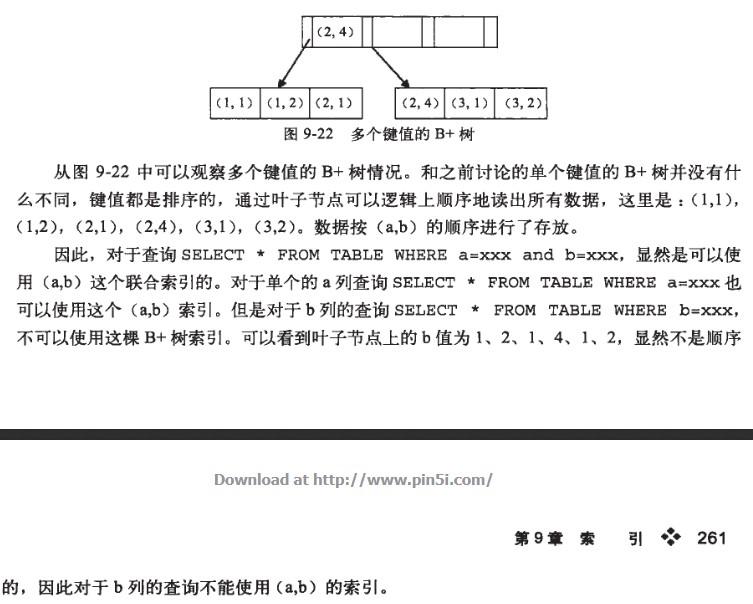 (2, 4)
(1, 1) (1, 2) (2, 1) (2, 4) (3, 1) (3, 2)
图 9-22 多个键值的 B+ 树
从图 9-22 中可以观察多个键值的 B+ 树情况。和之前讨论的单个键值的 B+ 树并没有什
么不同，键值都是排序的，通过叶子节点可以逻辑上顺序地读出所有数据，这里是：(1,1)，
(1,2)，(2,1)，(2,4)，(3,1)，(3,2)。数据按（a,b）的顺序进行了存放。
因此，对于查询 SELECT * FROM TABLE WHERE a=xxx and b=xxx，显然是可以使
用（a,b）这个联合索引的。对于单个的 a 列查询 SELECT * FROM TABLE WHERE a=xxx 也
可以使用这个（a,b）索引。但是对于 b 列的查询 SELECT * FROM TABLE WHERE b=xxx，
不可以使用这棵 B+ 树索引。可以看到叶子节点上的 b 值为 1、2、1、4、1、2，显然不是顺序
Download at http://www.pin5i.com/
第 9 章 索 引 ❖ 261
的，因此对于 b 列的查询不能使用（a,b）的索引。